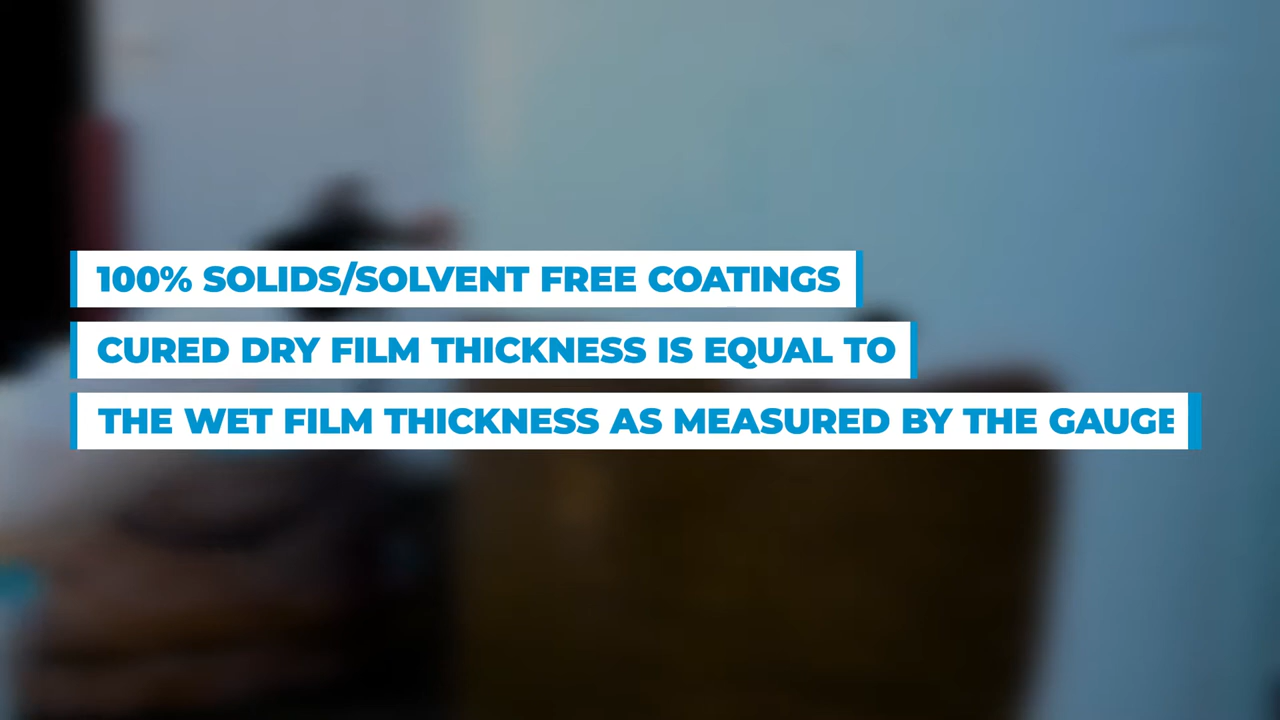 100% SOLIDS/SOLVENT FREE COATINGS
CURED DRY FILM THICKNESS IS EQUAL TO
THE WET FILM THICKNESS AS MEASURED BY THE GAUGE